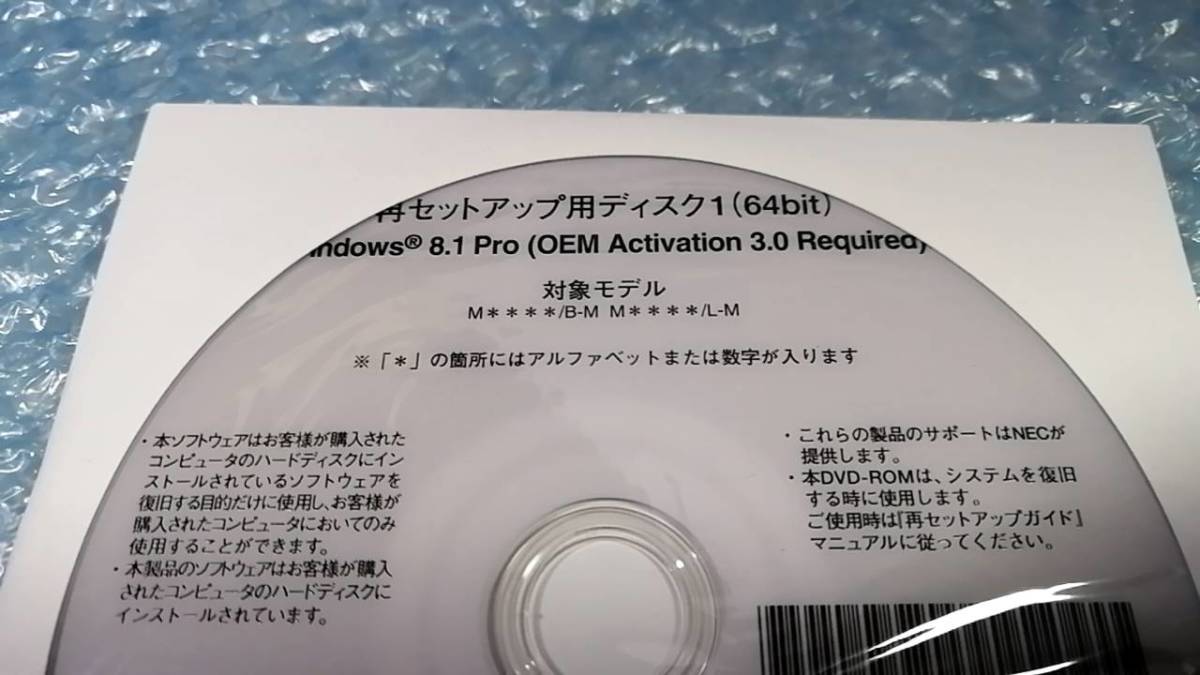 再セットアップ用ディスク1(64bit)
indows® 8.1 Pro (OEM Activation 3.0 Required)
対象モデル
M＊＊＊＊/B-M M＊＊＊＊/L-M
※「＊」の箇所にはアルファベットまたは数字が入ります
・本ソフトウェアはお客様が購入された
コンピュータのハードディスクにイン
ストールされているソフトウェアを
復旧する目的だけに使用し、お客様が
購入されたコンピュータにおいてのみ
使用することができます。
・本製品のソフトウェアはお客様が購入
されたコンピュータのハードディスクに
インストールされています。
・これらの製品のサポートはNECが
提供します。
・本DVD-ROMは、システムを復旧
する時に使用します。
ご使用時は『再セットアップガイド』
マニュアルに従ってください。